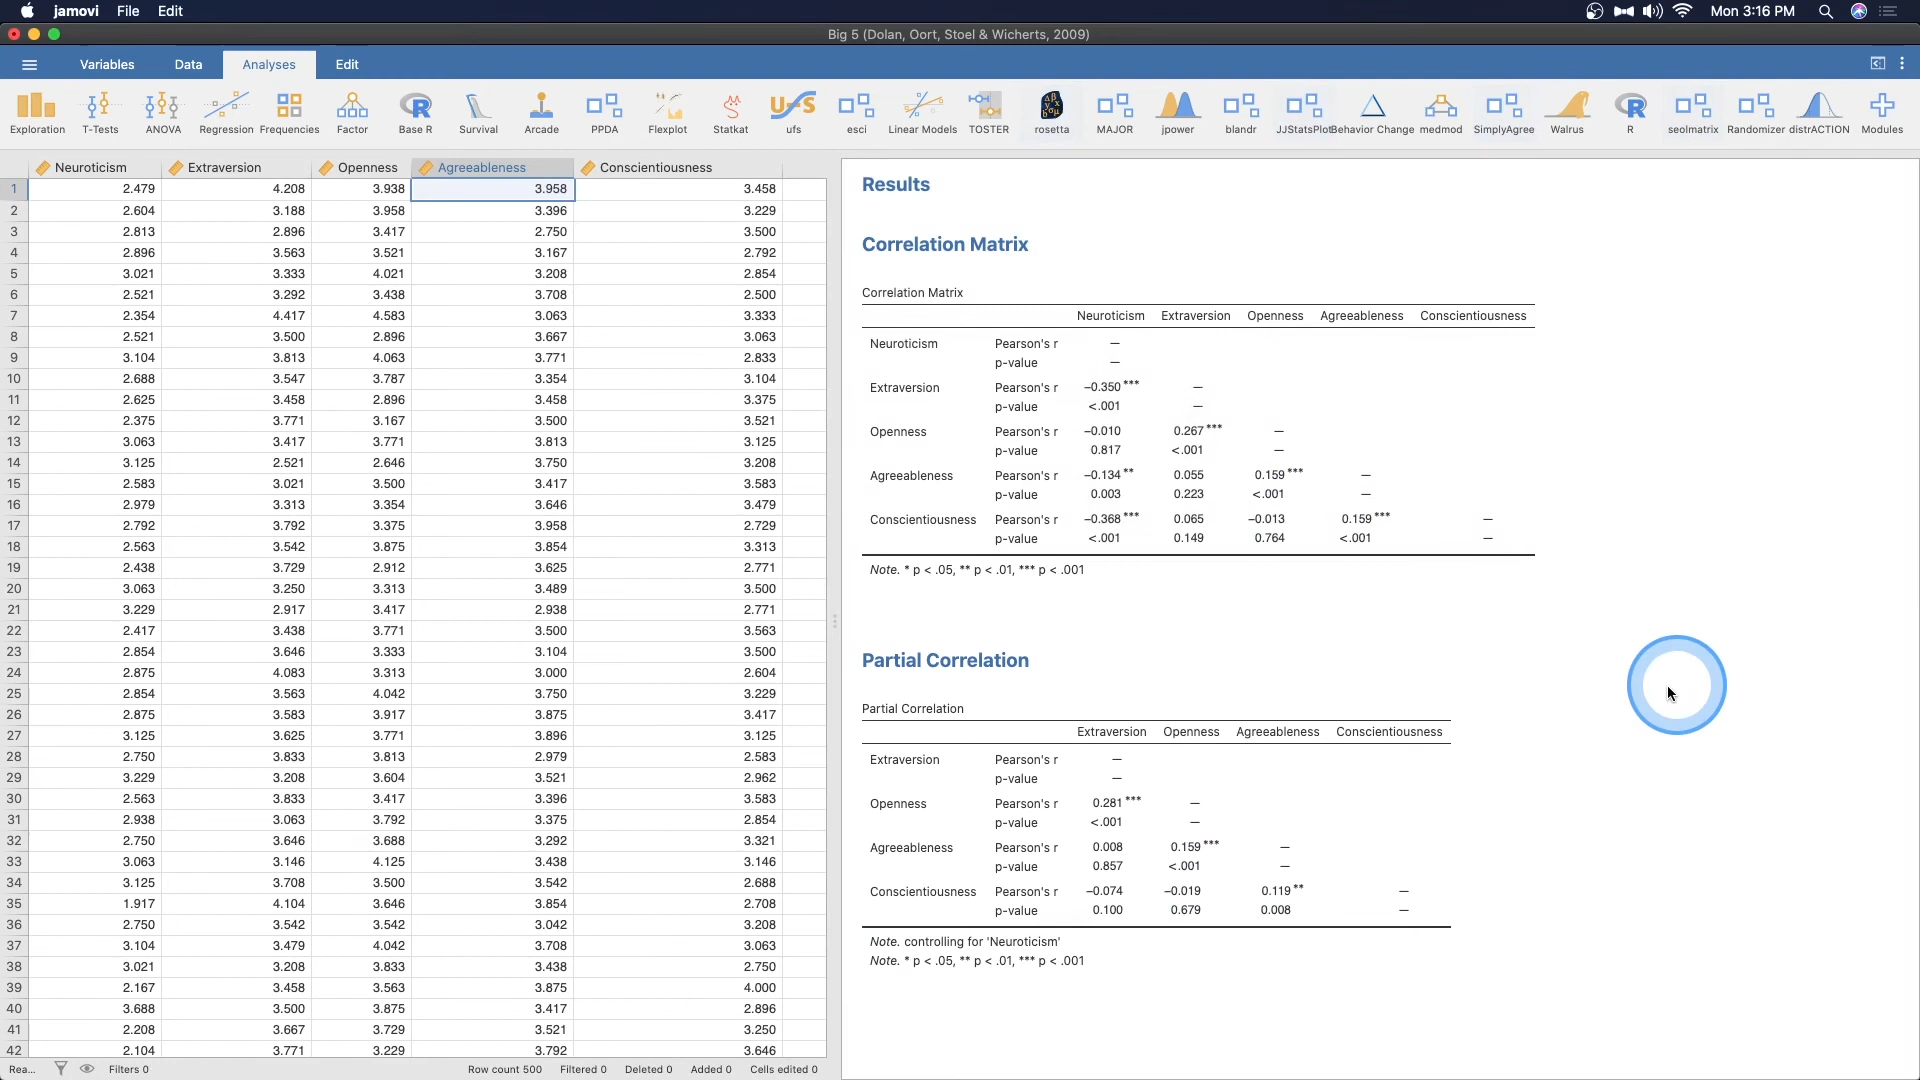 jamovi File Edit Mon 3:16 PM
Big 5 (Dolan, Oort, Stoel & Wicherts, 2009)
Variables Data Analyses Edit
Exploration T-Tests ANOVA Regression Frequencies Factor Base R Survival Arcade PPDA Flexplot Statkat ufs esci Linear Models TOSTER rosetta MAJOR jpower blandr JJStatsPlot Behavior Change medmod SimplyAgree Walrus R seolmatrix Randomizer distrACTION Modules
Neuroticism Extraversion Openness Agreeableness Conscientiousness
1 2.479 4.208 3.938 3.958 3.458
2 2.604 3.188 3.958 3.396 3.229
3 2.813 2.896 3.417 2.750 3.500
4 2.896 3.563 3.521 3.167 2.792
5 3.021 3.333 4.021 3.208 2.854
6 2.521 3.292 3.438 3.708 2.500
7 2.354 4.417 4.583 3.063 3.333
8 2.521 3.500 2.896 3.667 3.063
9 3.104 3.813 4.063 3.771 2.833
10 2.688 3.547 3.787 3.354 3.104
11 2.625 3.458 2.896 3.458 3.375
12 2.375 3.771 3.167 3.500 3.521
13 3.063 3.417 3.771 3.813 3.125
14 3.125 2.521 2.646 3.750 3.208
15 2.583 3.021 3.500 3.417 3.583
16 2.979 3.313 3.354 3.646 3.479
17 2.792 3.792 3.375 3.958 2.729
18 2.563 3.542 3.875 3.854 3.313
19 2.438 3.729 2.912 3.625 2.771
20 3.063 3.250 3.313 3.489 3.500
21 3.229 2.917 3.417 2.938 2.771
22 2.417 3.438 3.771 3.500 3.563
23 2.854 3.646 3.333 3.104 3.500
24 2.875 4.083 3.313 3.000 2.604
25 2.854 3.563 4.042 3.750 3.229
26 2.875 3.583 3.917 3.875 3.417
27 3.125 3.625 3.771 3.896 3.125
28 2.750 3.833 3.813 2.979 2.583
29 3.229 3.208 3.604 3.521 2.962
30 2.563 3.833 3.417 3.396 3.583
31 2.938 3.063 3.792 3.375 2.854
32 2.750 3.646 3.688 3.292 3.321
33 3.063 3.146 4.125 3.438 3.146
34 3.125 3.708 3.500 3.542 2.688
35 1.917 4.104 3.646 3.854 2.708
36 2.750 3.542 3.542 3.042 3.208
37 3.104 3.479 4.042 3.708 3.063
38 3.021 3.208 3.833 3.438 2.750
39 2.167 3.458 3.563 3.875 4.000
40 3.688 3.500 3.875 3.417 2.896
41 2.208 3.667 3.729 3.521 3.250
42 2.104 3.771 3.229 3.792 3.646
Rea... Filters 0 Row count 500 Filtered 0 Deleted 0 Added 0 Cells edited 0
Results
Correlation Matrix
Correlation Matrix
Neuroticism Extraversion Openness Agreeableness Conscientiousness
Neuroticism Pearson's r —
p-value —
Extraversion Pearson's r −0.350 *** —
p-value <.001 —
Openness Pearson's r −0.010 0.267 *** —
p-value 0.817 <.001 —
Agreeableness Pearson's r −0.134 ** 0.055 0.159 *** —
p-value 0.003 0.223 <.001 —
Conscientiousness Pearson's r −0.368 *** 0.065 −0.013 0.159 *** —
p-value <.001 0.149 0.764 <.001 —
Note. * p < .05, ** p < .01, *** p < .001
Partial Correlation
Partial Correlation
Extraversion Openness Agreeableness Conscientiousness
Extraversion Pearson's r —
p-value —
Openness Pearson's r 0.281 *** —
p-value <.001 —
Agreeableness Pearson's r 0.008 0.159 *** —
p-value 0.857 <.001 —
Conscientiousness Pearson's r −0.074 −0.019 0.119 ** —
p-value 0.100 0.679 0.008 —
Note. controlling for 'Neuroticism'
Note. * p < .05, ** p < .01, *** p < .001